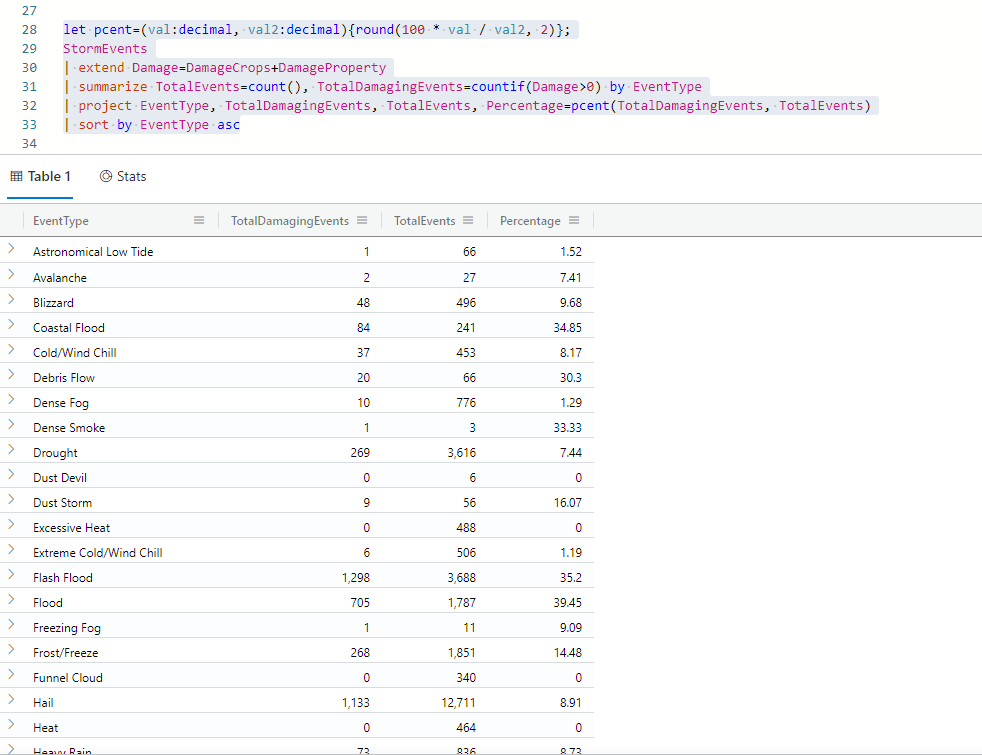 27
28 let pcent=(val:decimal, val2:decimal){round(100 * val / val2, 2)};
29 StormEvents
30 | extend Damage=DamageCrops+DamageProperty
31 | summarize TotalEvents=count(), TotalDamagingEvents=countif(Damage>0) by EventType
32 | project EventType, TotalDamagingEvents, TotalEvents, Percentage=pcent(TotalDamagingEvents, TotalEvents)
33 | sort by EventType asc
34
Table 1 Stats
EventType TotalDamagingEvents TotalEvents Percentage
Astronomical Low Tide 1 66 1.52
Avalanche 2 27 7.41
Blizzard 48 496 9.68
Coastal Flood 84 241 34.85
Cold/Wind Chill 37 453 8.17
Debris Flow 20 66 30.3
Dense Fog 10 776 1.29
Dense Smoke 1 3 33.33
Drought 269 3,616 7.44
Dust Devil 0 6 0
Dust Storm 9 56 16.07
Excessive Heat 0 488 0
Extreme Cold/Wind Chill 6 506 1.19
Flash Flood 1,298 3,688 35.2
Flood 705 1,787 39.45
Freezing Fog 1 11 9.09
Frost/Freeze 268 1,851 14.48
Funnel Cloud 0 340 0
Hail 1,133 12,711 8.91
Heat 0 464 0
Heavy Rain 73 836 8.73